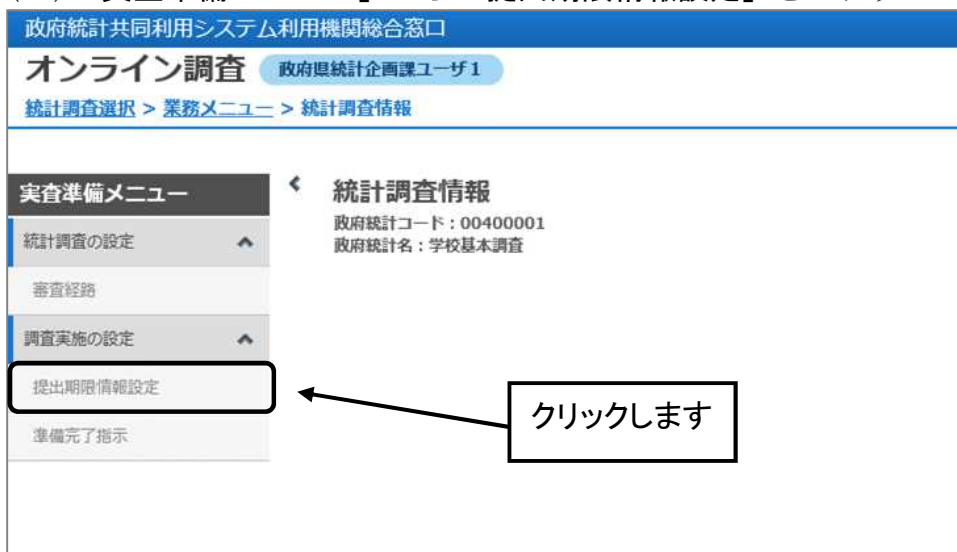 政府統計共同利用システム利用機関総合窓口
オンライン調査 政府県統計企画課ユーザ1
統計調査選択 > 業務メニュー > 統計調査情報
実査準備メニュー
統計調査情報
政府統計コード:00400001
政府統計名:学校基本調査
統計調査の設定
審査経路
調査実施の設定
提出期限情報設定
クリックします
準備完了指示